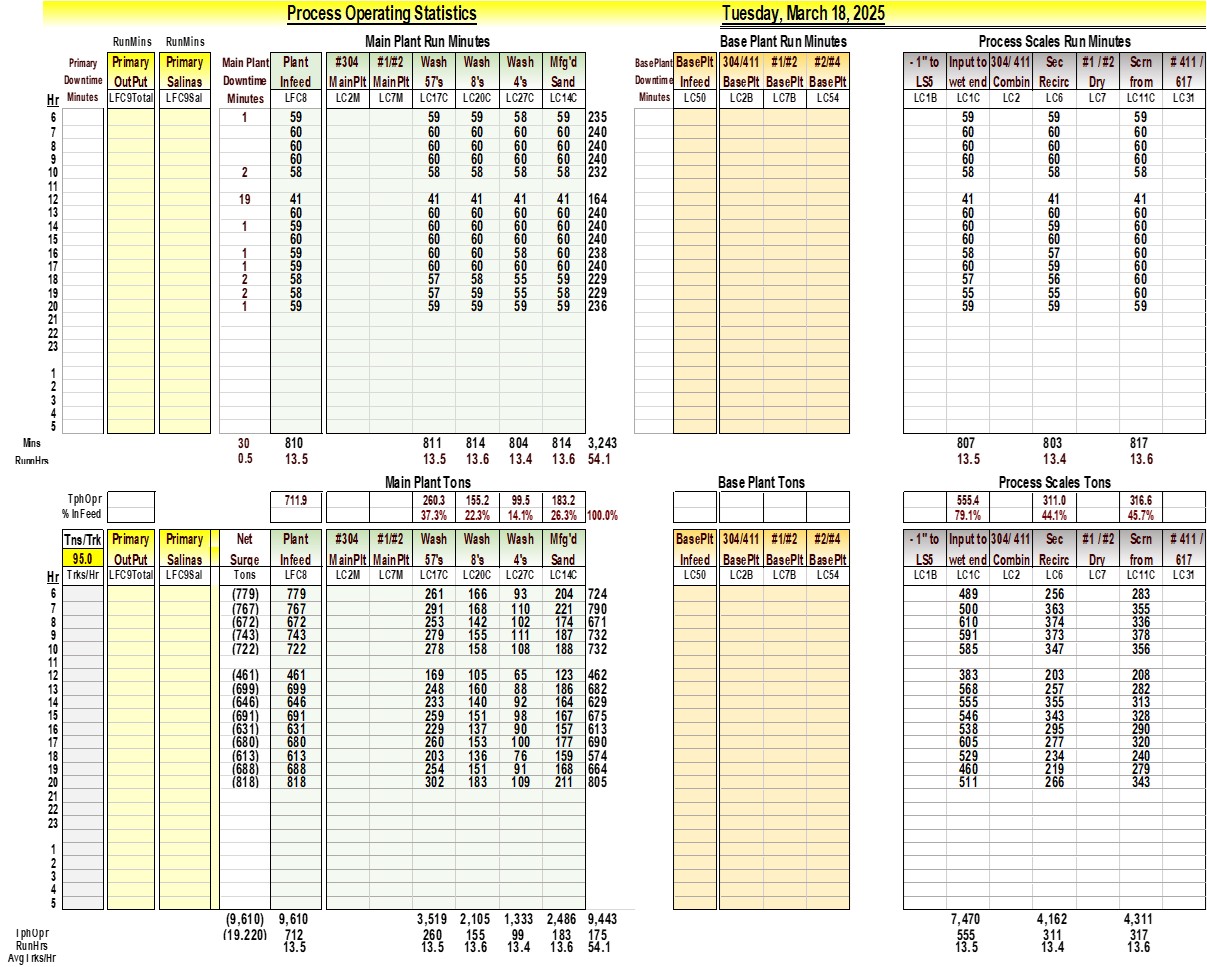 Process Operating Statistics Tuesday, March 18, 2025
RunMins RunMins Main Plant Run Minutes Base Plant Run Minutes Process Scales Run Minutes
Primary Primary Primary Main Plant Plant #304 #1/#2 Wash Wash Wash Mfg'd BasePlant BasePlt 304/411 #1/#2 #2/#4 - 1" to Input to 304/ 411 Sec #1 / #2 Scrn # 411 /
Downtime OutPut Salinas Downtime Infeed MainPlt MainPlt 57's 8's 4's Sand Downtime Infeed BasePlt BasePlt BasePlt LS5 wet end Combin Recirc Dry from 617
Hr Minutes LFC9Total LFC9Sal Minutes LFC8 LC2M LC7M LC17C LC20C LC27C LC14C Minutes LC50 LC2B LC7B LC54 LC1B LC1C LC2 LC6 LC7 LC11C LC31
6 1 59 59 59 58 59 235 59 59 59
7 60 60 60 60 60 240 60 60 60
8 60 60 60 60 60 240 60 60 60
9 60 60 60 60 60 240 60 60 60
10 2 58 58 58 58 58 232 58 58 58
11
12 19 41 41 41 41 41 164 41 41 41
13 60 60 60 60 60 240 60 60 60
14 1 59 60 60 60 60 240 60 59 60
15 60 60 60 60 60 240 60 60 60
16 1 59 60 60 58 60 238 58 57 60
17 1 59 60 60 60 60 240 60 59 60
18 2 58 57 58 55 59 229 57 56 60
19 2 58 57 59 55 58 229 55 55 60
20 1 59 59 59 59 59 236 59 59 59
21
22
23
1
2
3
4
5
Mins 30 810 811 814 804 814 3,243 807 803 817
RunnHrs 0.5 13.5 13.5 13.6 13.4 13.6 54.1 13.5 13.4 13.6
Main Plant Tons Base Plant Tons Process Scales Tons
TphOpr 711.9 260.3 155.2 99.5 183.2 555.4 311.0 316.6
% InFeed 37.3% 22.3% 14.1% 26.3% 100.0% 79.1% 44.1% 45.7%
Tns/Trk Primary Primary Net Plant #304 #1/#2 Wash Wash Wash Mfg'd BasePlt 304/411 #1/#2 #2/#4 - 1" to Input to 304/ 411 Sec #1 / #2 Scrn # 411 /
95.0 OutPut Salinas Surge Infeed MainPlt MainPlt 57's 8's 4's Sand Infeed BasePlt BasePlt BasePlt LS5 wet end Combin Recirc Dry from 617
Hr Trks/Hr LFC9Total LFC9Sal Tons LFC8 LC2M LC7M LC17C LC20C LC27C LC14C LC50 LC2B LC7B LC54 LC1B LC1C LC2 LC6 LC7 LC11C LC31
6 (779) 779 261 166 93 204 724 489 256 283
7 (767) 767 291 168 110 221 790 500 363 355
8 (672) 672 253 142 102 174 671 610 374 336
9 (743) 743 279 155 111 187 732 591 373 378
10 (722) 722 278 158 108 188 732 585 347 356
11
12 (461) 461 169 105 65 123 462 383 203 208
13 (699) 699 248 160 88 186 682 568 257 282
14 (646) 646 233 140 92 164 629 555 355 313
15 (691) 691 259 151 98 167 675 546 343 328
16 (631) 631 229 137 90 157 613 538 295 290
17 (680) 680 260 153 100 177 690 605 277 320
18 (613) 613 203 136 76 159 574 529 234 240
19 (688) 688 254 151 91 168 664 460 219 279
20 (818) 818 302 183 109 211 805 511 266 343
21
22
23
1
2
3
4
5
(9,610) 9,610 3,519 2,105 1,333 2,486 9,443 7,470 4,162 4,311
TphOpr (19,220) 712 260 155 99 183 175 555 311 317
RunHrs 13.5 13.5 13.6 13.4 13.6 54.1 13.5 13.4 13.6
Avg Trks/Hr